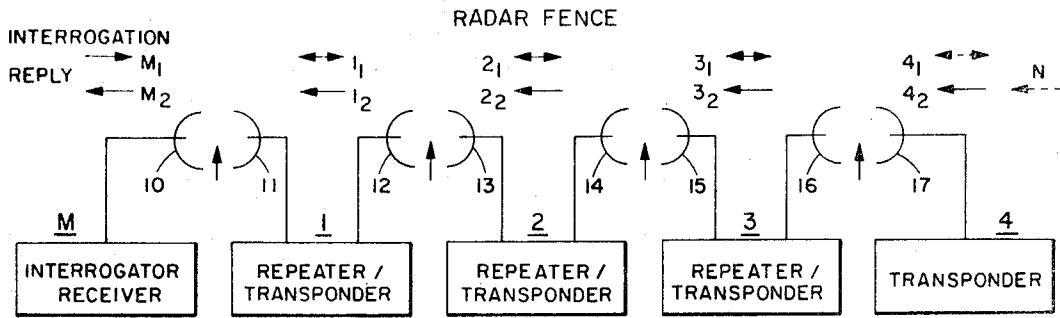 RADAR FENCE
INTERROGATION
M₁ 1₁ 2₁ 3₁ 4₁
REPLY
M₂ 1₂ 2₂ 3₂ 4₂ N
10 11 12 13 14 15 16 17
M 1 2 3 4
INTERROGATOR RECEIVER
REPEATER / TRANSPONDER
REPEATER / TRANSPONDER
REPEATER / TRANSPONDER
TRANSPONDER